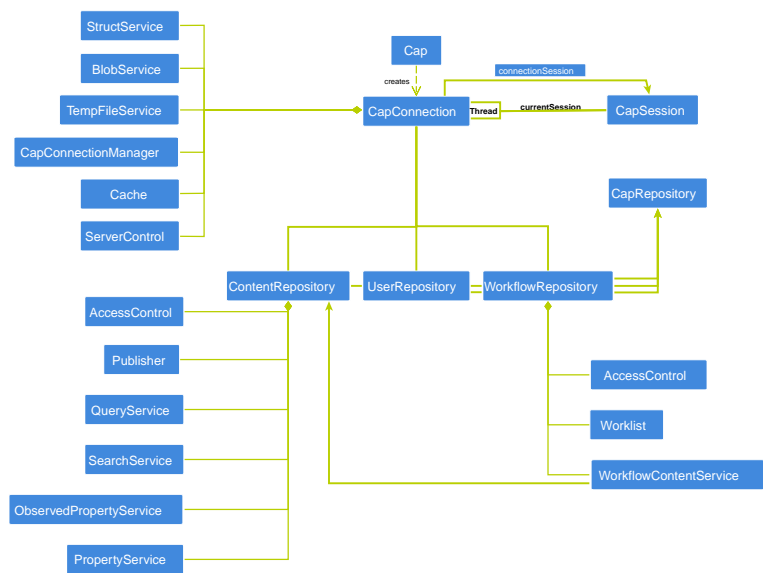 StructService
Cap
BlobService
connectionSession
creates
TempFileService
CapConnection
Thread
currentSession
CapSession
CapConnectionManager
Cache
CapRepository
ServerControl
ContentRepository
UserRepository
WorkflowRepository
AccessControl
Publisher
AccessControl
QueryService
Worklist
SearchService
WorkflowContentService
ObservedPropertyService
PropertyService